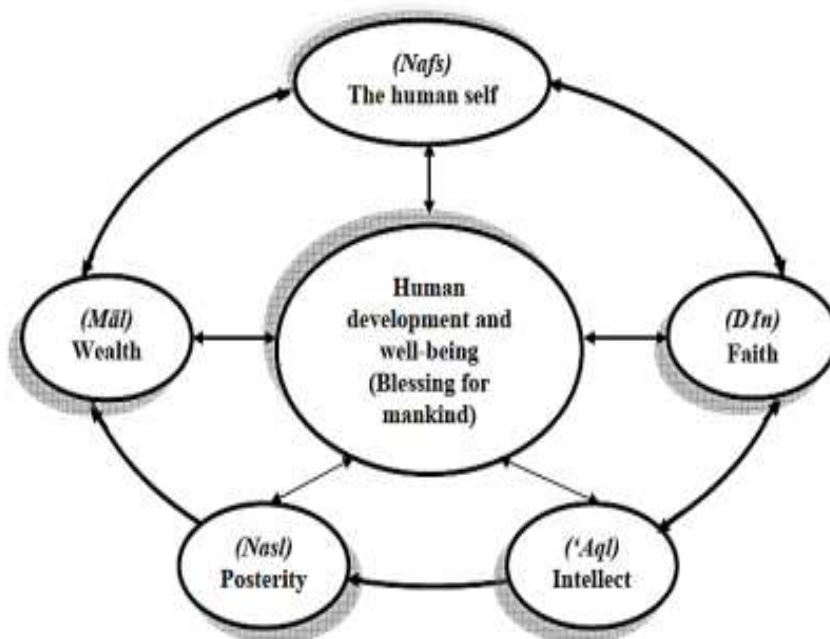 (Nafs)
The human self
Human
development and
well-being
(Blessing for
mankind)
(Māl)
Wealth
(Dīn)
Faith
(Nasl)
Posterity
(‘Aql)
Intellect